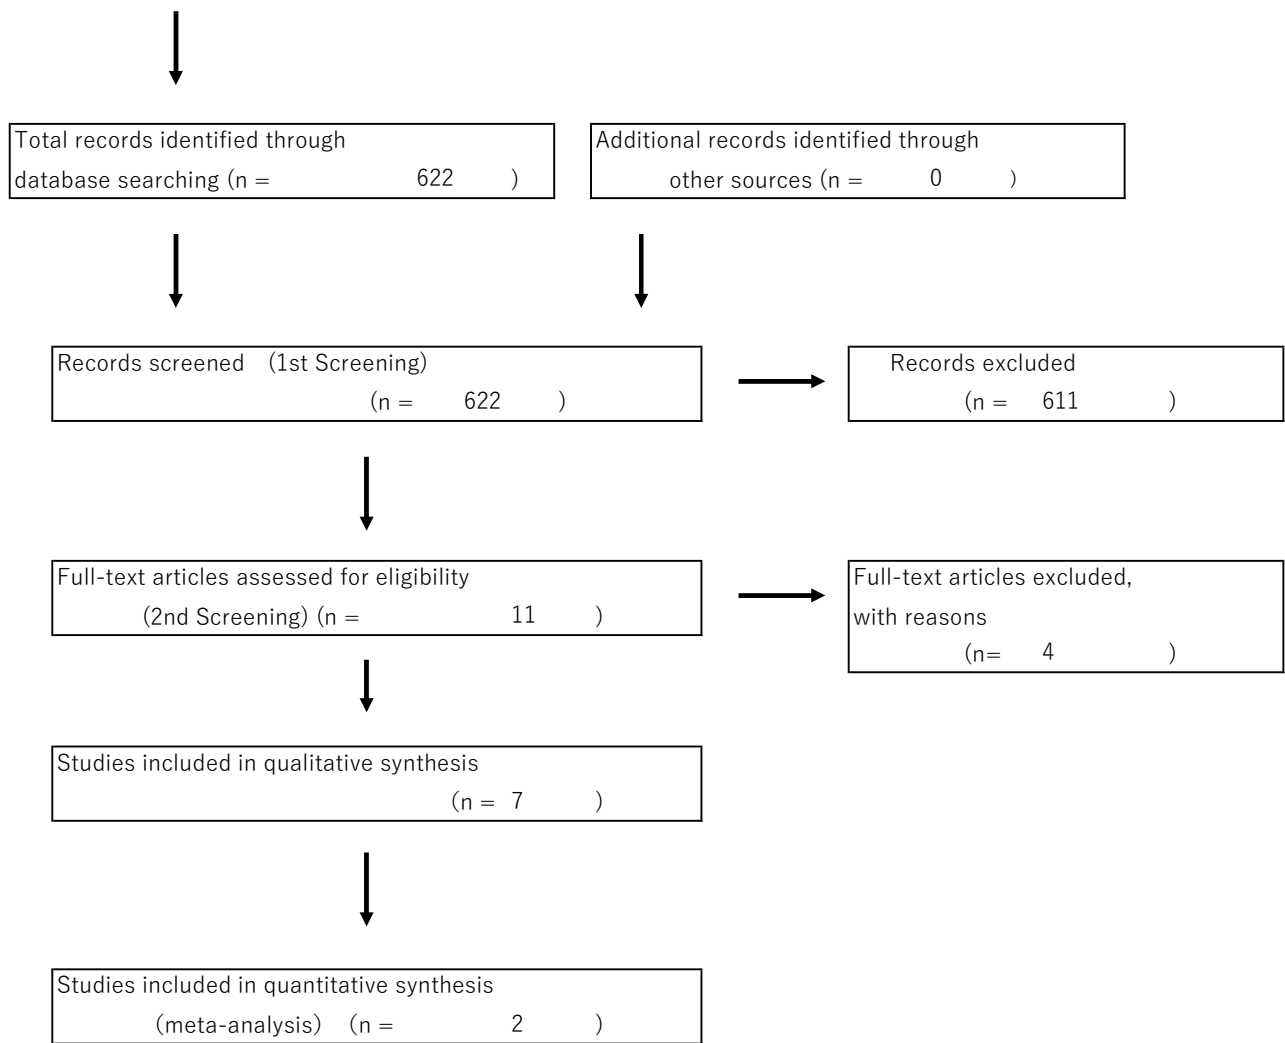 Total records identified through
database searching (n = 622 )
Additional records identified through
other sources (n = 0 )
Records screened (1st Screening)
(n = 622 )
Records excluded
(n = 611 )
Full-text articles assessed for eligibility
(2nd Screening) (n = 11 )
Full-text articles excluded,
with reasons
(n= 4 )
Studies included in qualitative synthesis
(n = 7 )
Studies included in quantitative synthesis
(meta-analysis) (n = 2 )